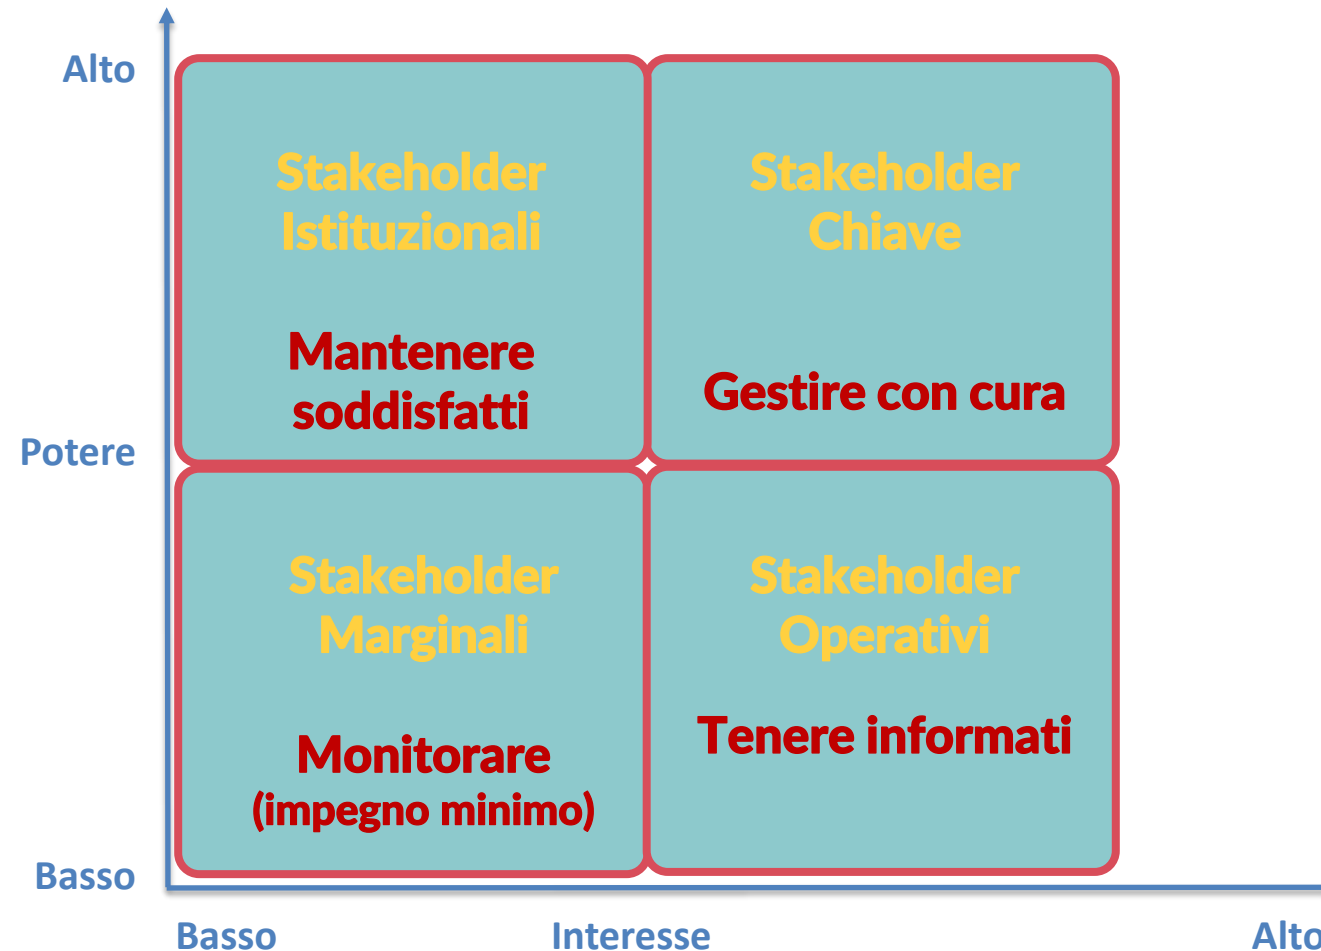 Alto
Stakeholder
Istituzionali
Mantenere
soddisfatti
Stakeholder
Chiave
Gestire con cura
Potere
Stakeholder
Marginali
Monitorare
(impegno minimo)
Stakeholder
Operativi
Tenere informati
Basso
Basso
Interesse
Alto